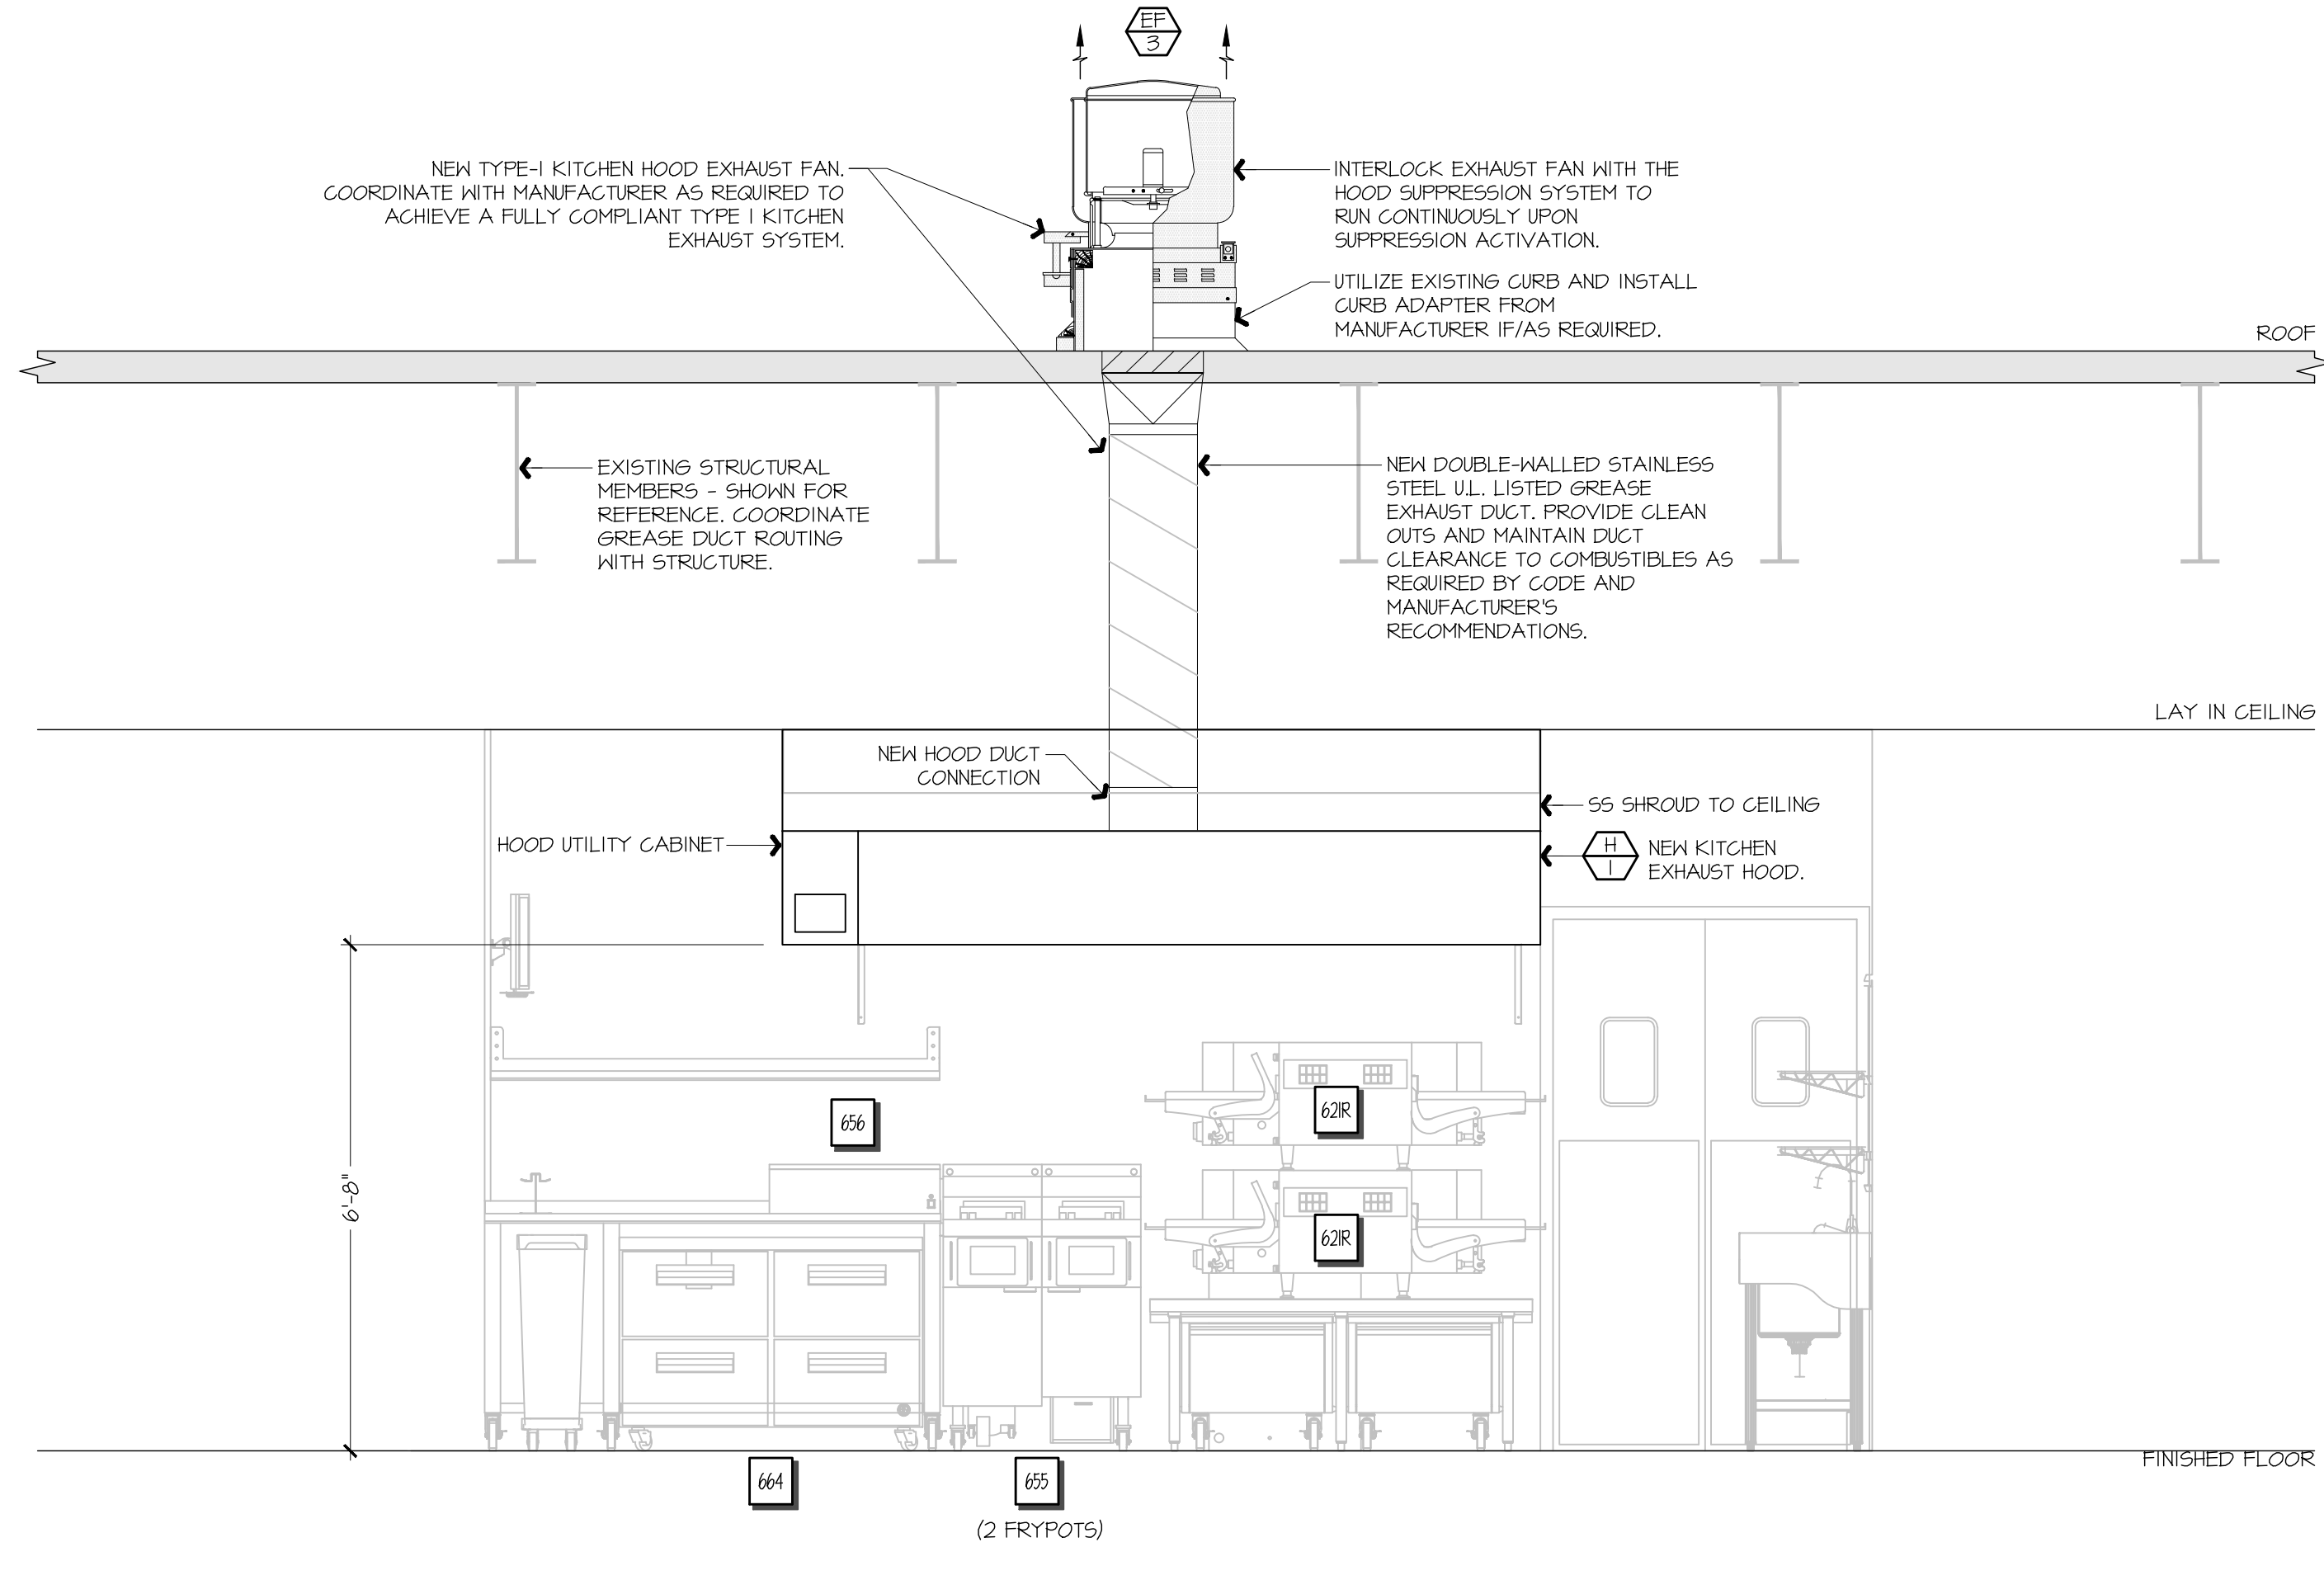 EF
3
NEW TYPE-I KITCHEN HOOD EXHAUST FAN.
COORDINATE WITH MANUFACTURER AS REQUIRED TO
ACHIEVE A FULLY COMPLIANT TYPE I KITCHEN
EXHAUST SYSTEM.
INTERLOCK EXHAUST FAN WITH THE
HOOD SUPPRESSION SYSTEM TO
RUN CONTINUOUSLY UPON
SUPPRESSION ACTIVATION.
UTILIZE EXISTING CURB AND INSTALL
CURB ADAPTER FROM
MANUFACTURER IF/AS REQUIRED.
ROOF
EXISTING STRUCTURAL
MEMBERS - SHOWN FOR
REFERENCE. COORDINATE
GREASE DUCT ROUTING
WITH STRUCTURE.
NEW DOUBLE-WALLED STAINLESS
STEEL U.L. LISTED GREASE
EXHAUST DUCT. PROVIDE CLEAN
OUTS AND MAINTAIN DUCT
CLEARANCE TO COMBUSTIBLES AS
REQUIRED BY CODE AND
MANUFACTURER'S
RECOMMENDATIONS.
LAY IN CEILING
NEW HOOD DUCT
CONNECTION
SS SHROUD TO CEILING
HOOD UTILITY CABINET
H
1
NEW KITCHEN
EXHAUST HOOD.
656
621R
621R
6'-8"
FINISHED FLOOR
664
655
(2 FRYPOTS)